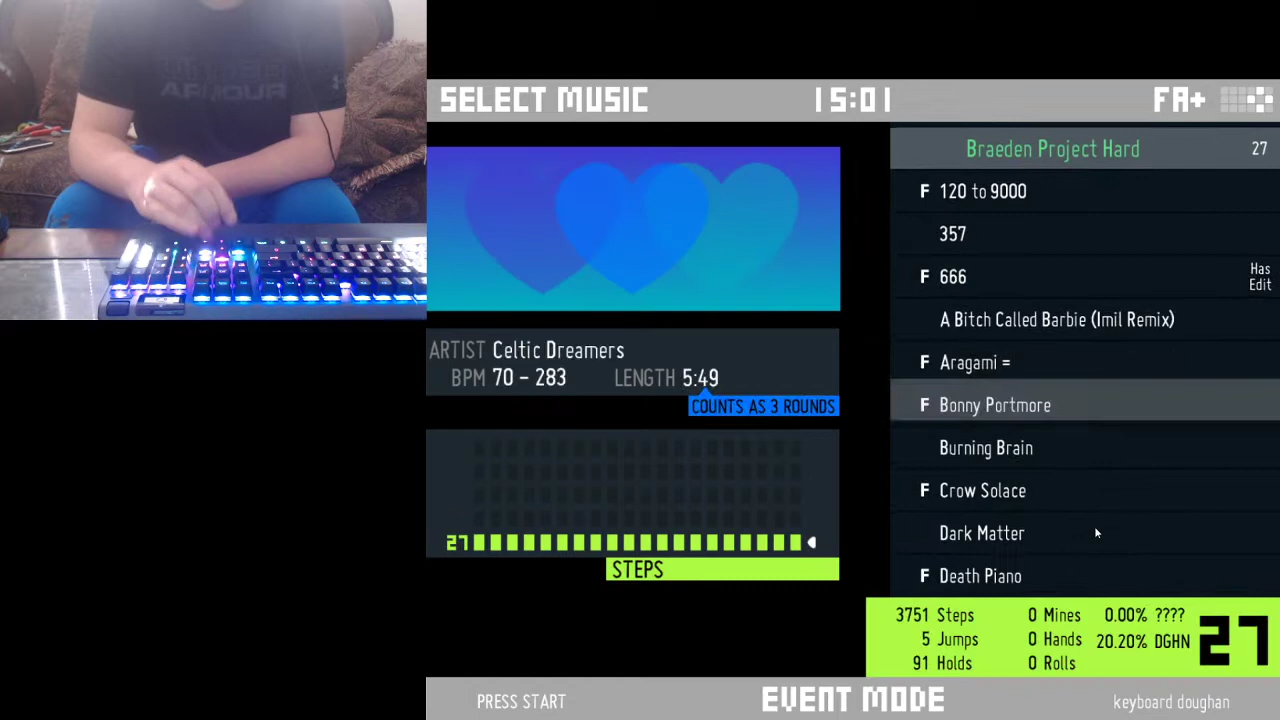 ARMOUR
SELECT MUSIC
15:01
FA+
Braeden Project Hard
27
F 120 to 9000
357
F 666
Has
Edit
A Bitch Called Barbie (Imil Remix)
F Aragami =
F Bonny Portmore
Burning Brain
F Crow Solace
Dark Matter
F Death Piano
ARTIST Celtic Dreamers
BPM 70 - 283 LENGTH 5:49
COUNTS AS 3 ROUNDS
27
STEPS
3751 Steps 0 Mines 0.00% ????
5 Jumps 0 Hands 20.20% DGHN
91 Holds 0 Rolls
27
PRESS START
EVENT MODE
keyboard doughan